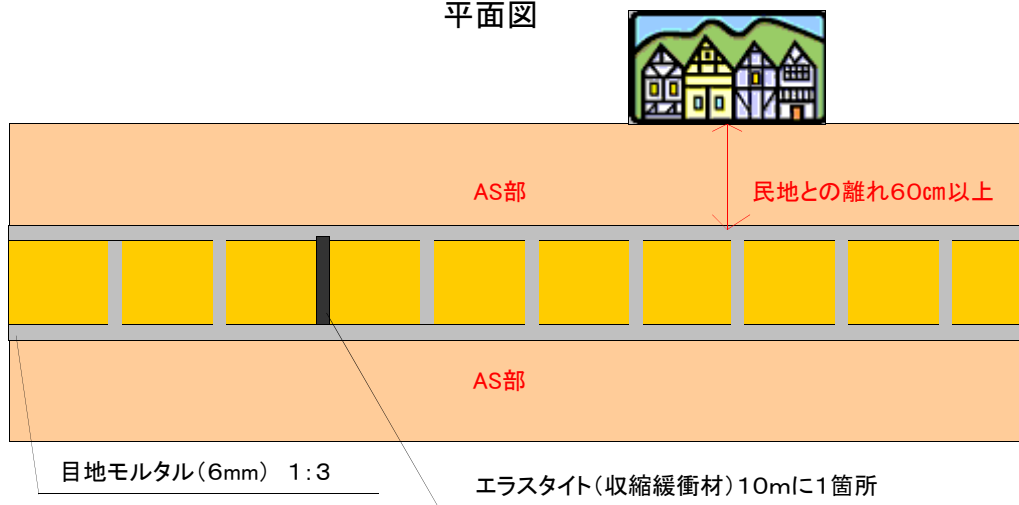 平面図
AS部
民地との離れ60㎝以上
AS部
目地モルタル(6mm) 1:3
エラスタイト(収縮緩衝材)10mに1箇所